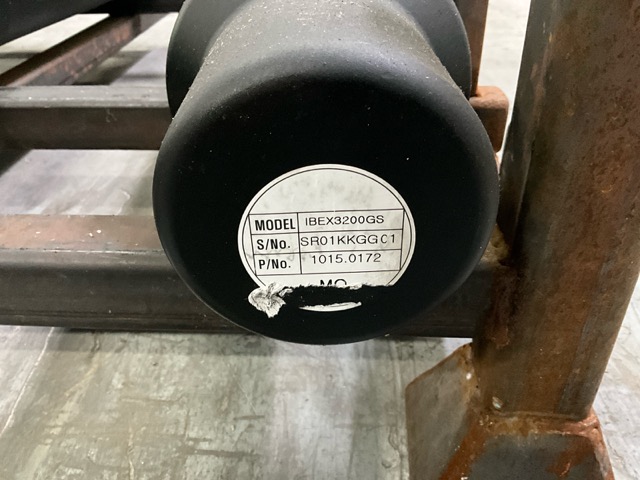 MODEL IBEX3200GS
S/No. SR01KKGGC1
P/No. 1015.0172